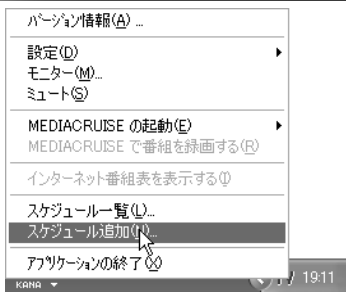 バージョン情報(A) ...
設定(D)
モニター(M)...
ミュート(S)
MEDIACRUISE の起動(E)
MEDIACRUISE で番組を録画する(R)
インターネット番組表を表示する(I)
スケジュール一覧(L)...
スケジュール追加(N)...
アプリケーションの終了(X)
KANA
19:11